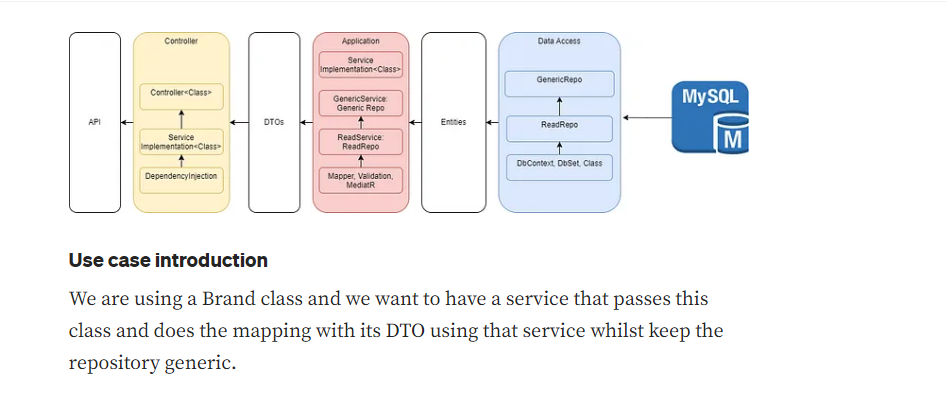 API
Controller
Controller<Class>
Service
Implementation<Class>
DependencyInjection
DTOs
Application
Service
Implementation<Class>
GenericService:
Generic Repo
ReadService:
ReadRepo
Mapper, Validation,
MediatR
Entities
Data Access
GenericRepo
ReadRepo
DbContext, DbSet, Class
MySQL
M
Use case introduction
We are using a Brand class and we want to have a service that passes this
class and does the mapping with its DTO using that service whilst keep the
repository generic.